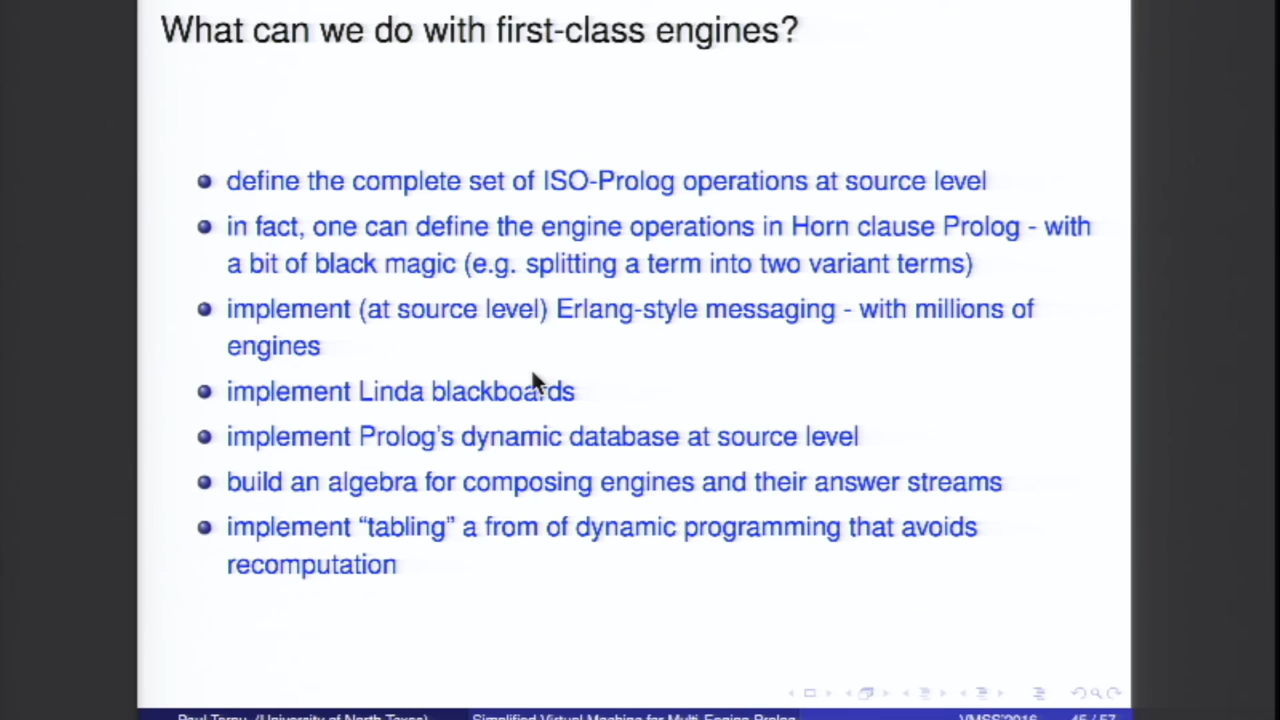 What can we do with first-class engines?
define the complete set of ISO-Prolog operations at source level
in fact, one can define the engine operations in Horn clause Prolog - with
a bit of black magic (e.g. splitting a term into two variant terms)
implement (at source level) Erlang-style messaging - with millions of
engines
implement Linda blackboards
implement Prolog's dynamic database at source level
build an algebra for composing engines and their answer streams
implement “tabling” a from of dynamic programming that avoids
recomputation
Paul Tarau (University of North Texas) Simplified Virtual Machine for Multi-Engine Prolog VMSS'2016 45 / 57